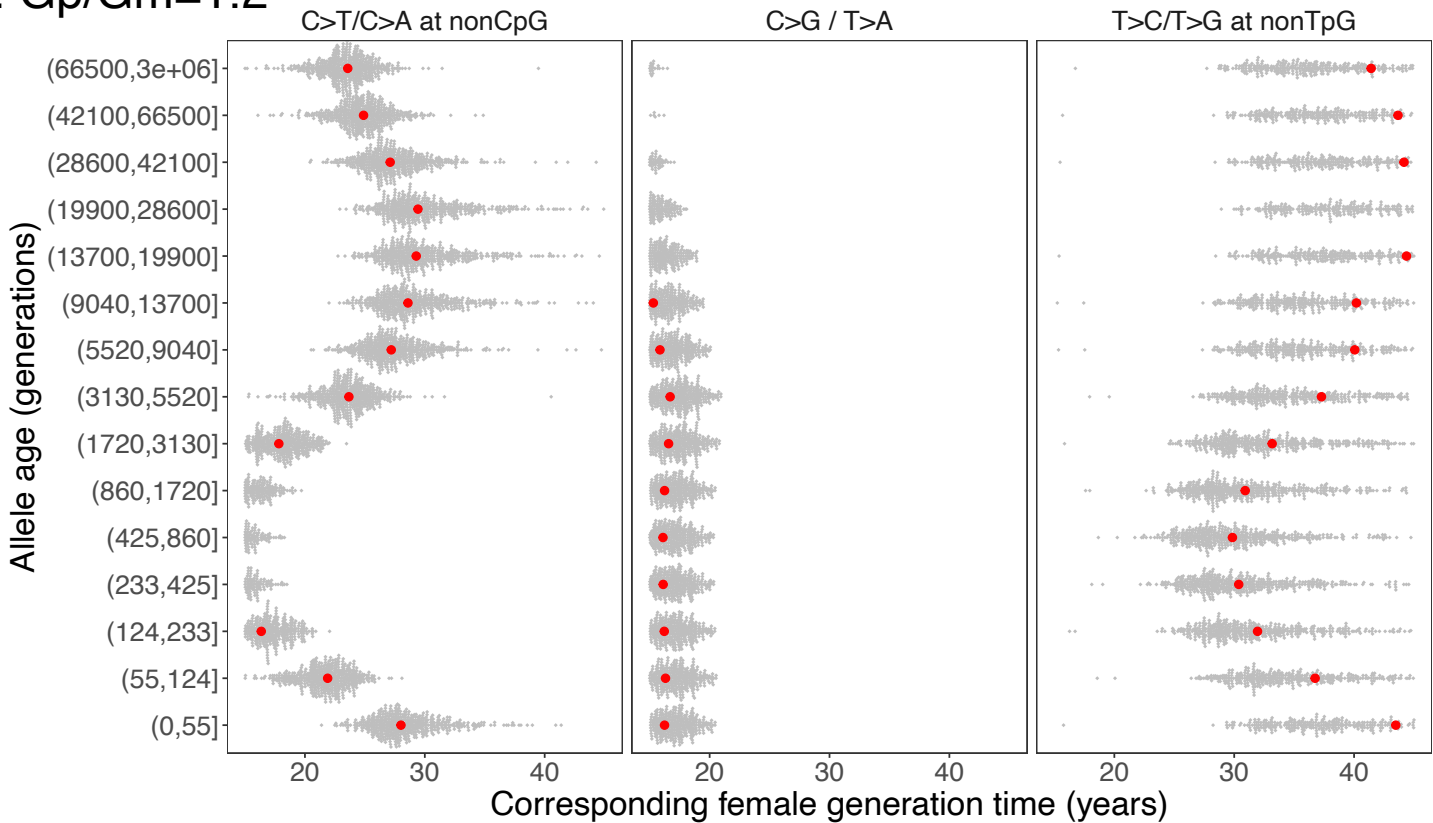 Gp/Gm=1.2
C>T/C>A at nonCpG
C>G / T>A
T>C/T>G at nonTpG
Allele age (generations)
(66500,3e+06]
(42100,66500]
(28600,42100]
(19900,28600]
(13700,19900]
(9040,13700]
(5520,9040]
(3130,5520]
(1720,3130]
(860,1720]
(425,860]
(233,425]
(124,233]
(55,124]
(0,55]
20 30 40 20 30 40 20 30 40
Corresponding female generation time (years)